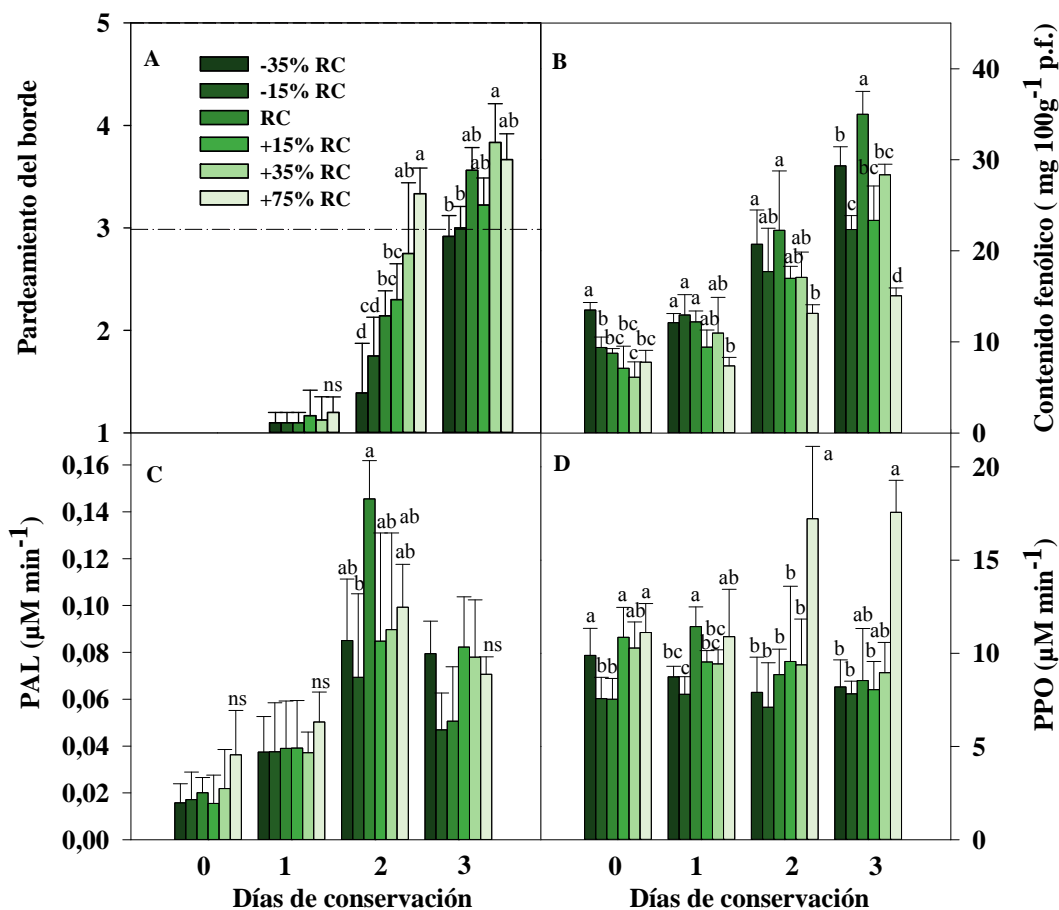 A
-35% RC
-15% RC
RC
+15% RC
+35% RC
+75% RC
Pardeamiento del borde
5
4
3
2
1
ns
d
cd
bc
bc
ab
a
b
b
ab
ab
a
ab
B
Contenido fenólico ( mg 100g⁻¹ p.f.)
40
30
20
10
0
a
b
bc
bc
c
bc
a
a
a
ab
ab
b
a
ab
a
ab
ab
b
b
c
a
bc
bc
d
C
PAL (µM min⁻¹)
0,16
0,14
0,12
0,10
0,08
0,06
0,04
0,02
0,00
ns
ns
ab
b
a
ab
ab
ab
ns
0 1 2 3
Días de conservación
D
PPO (µM min⁻¹)
20
15
10
5
0
a
bb
a
ab
a
bc
c
a
bc
bc
ab
b
b
b
b
b
a
b
b
ab
b
ab
a
0 1 2 3
Días de conservación